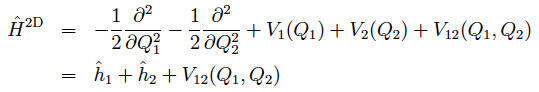 Ĥ²ᴰ = − 1/2 ∂²/∂Q₁² − 1/2 ∂²/∂Q₂² + V₁(Q₁) + V₂(Q₂) + V₁₂(Q₁, Q₂)
= ĥ₁ + ĥ₂ + V₁₂(Q₁, Q₂)